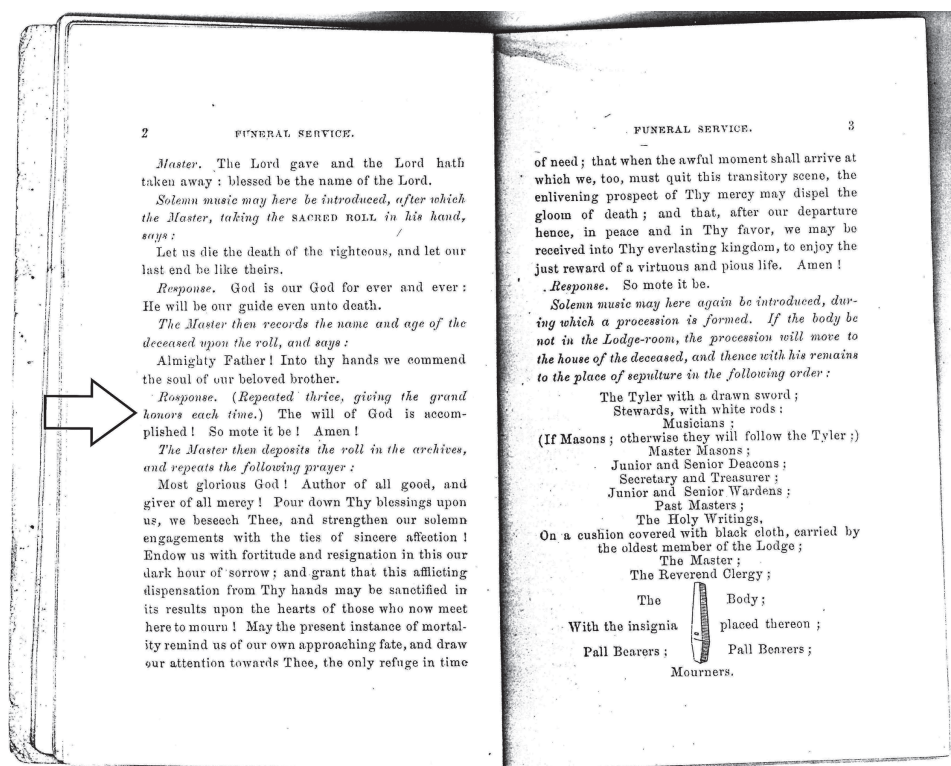 2 FUNERAL SERVICE.
Master. The Lord gave and the Lord hath
taken away : blessed be the name of the Lord.
Solemn music may here be introduced, after which
the Master, taking the SACRED ROLL in his hand,
says :
Let us die the death of the righteous, and let our
last end be like theirs.
Response. God is our God for ever and ever :
He will be our guide even unto death.
The Master then records the name and age of the
deceased upon the roll, and says :
Almighty Father ! Into thy hands we commend
the soul of our beloved brother.
Response. (Repeated thrice, giving the grand
honors each time.) The will of God is accom-
plished ! So mote it be ! Amen !
The Master then deposits the roll in the archives,
and repeats the following prayer :
Most glorious God ! Author of all good, and
giver of all mercy ! Pour down Thy blessings upon
us, we beseech Thee, and strengthen our solemn
engagements with the ties of sincere affection !
Endow us with fortitude and resignation in this our
dark hour of sorrow ; and grant that this afflicting
dispensation from Thy hands may be sanctified in
its results upon the hearts of those who now meet
here to mourn ! May the present instance of mortal-
ity remind us of our own approaching fate, and draw
our attention towards Thee, the only refuge in time
FUNERAL SERVICE. 3
of need ; that when the awful moment shall arrive at
which we, too, must quit this transitory scene, the
enlivening prospect of Thy mercy may dispel the
gloom of death ; and that, after our departure
hence, in peace and in Thy favor, we may be
received into Thy everlasting kingdom, to enjoy the
just reward of a virtuous and pious life. Amen !
Response. So mote it be.
Solemn music may here again be introduced, dur-
ing which a procession is formed. If the body be
not in the Lodge-room, the procession will move to
the house of the deceased, and thence with his remains
to the place of sepulture in the following order :
The Tyler with a drawn sword ;
Stewards, with white rods :
Musicians ;
(If Masons ; otherwise they will follow the Tyler ;)
Master Masons ;
Junior and Senior Deacons ;
Secretary and Treasurer ;
Junior and Senior Wardens ;
Past Masters ;
The Holy Writings,
On a cushion covered with black cloth, carried by
the oldest member of the Lodge ;
The Master ;
The Reverend Clergy ;
The Body ;
With the insignia placed thereon ;
Pall Bearers ; Pall Bearers ;
Mourners.